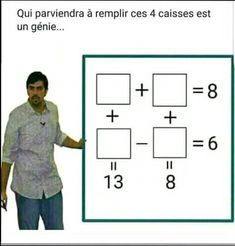 Qui parviendra à remplir ces 4 caisses est
un génie...
□ + □ = 8
+ +
□ − □ = 6
= =
13 8